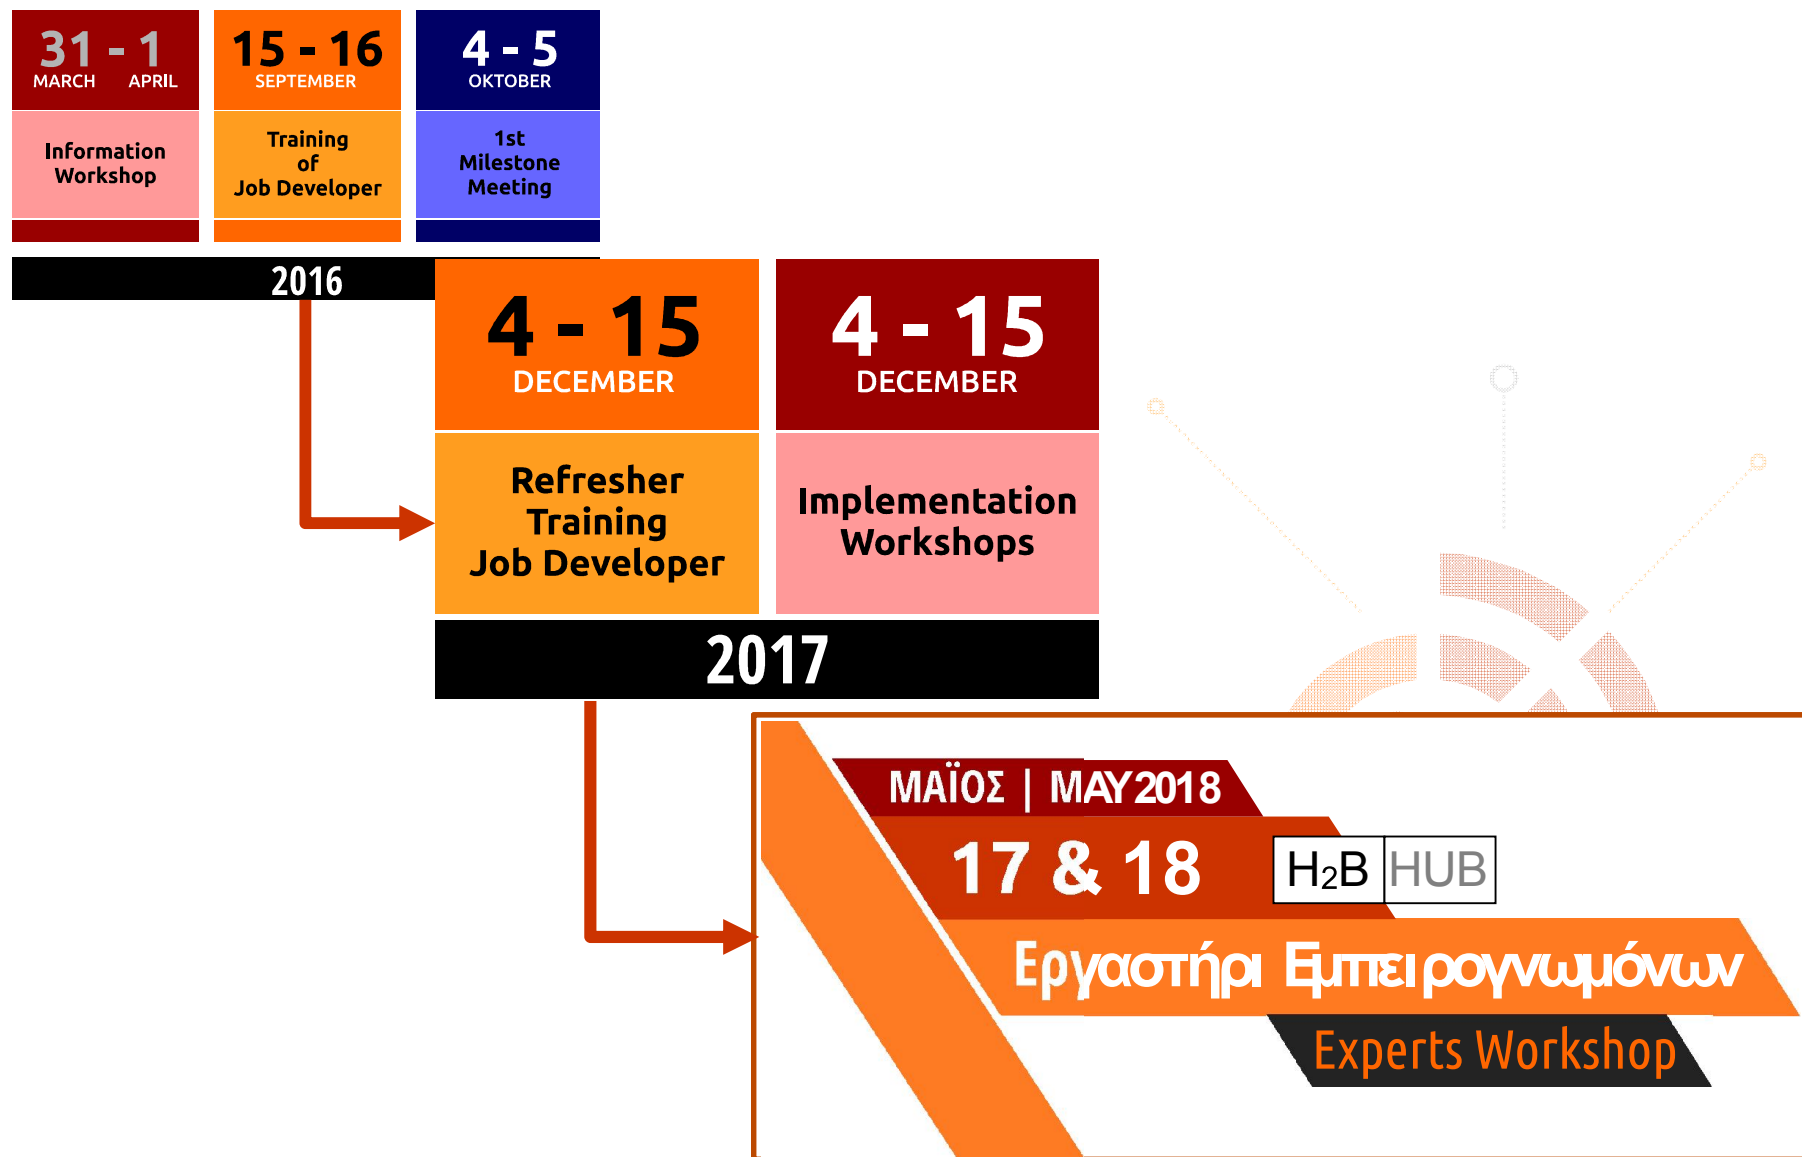 31 - 1
MARCH APRIL
Information
Workshop
15 - 16
SEPTEMBER
Training
of
Job Developer
4 - 5
OKTOBER
1st
Milestone
Meeting
2016
4 - 15
DECEMBER
Refresher
Training
Job Developer
4 - 15
DECEMBER
Implementation
Workshops
2017
ΜΑΪΟΣ | MAY 2018
17 & 18
H₂B HUB
Εργαστήρι Εμπειρογνωμόνων
Experts Workshop